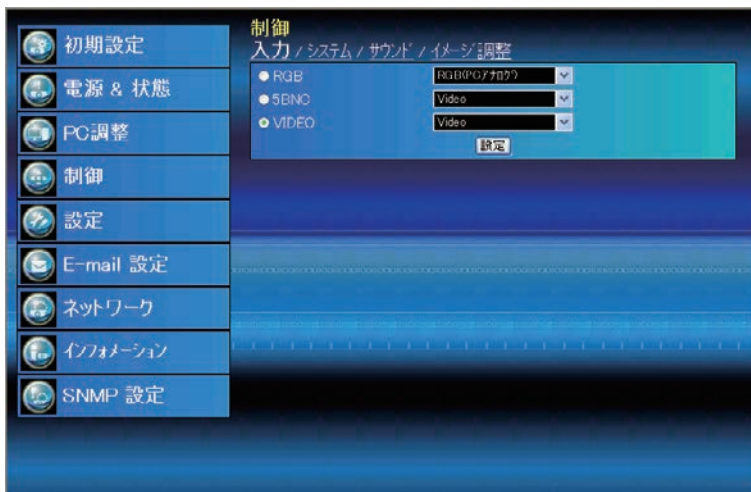 初期設定
電源 & 状態
PC調整
制御
設定
E-mail 設定
ネットワーク
インフォメーション
SNMP 設定
制御
入力 / システム / サウンド / イメージ調整
RGB RGB(PCアナログ)
5BNC Video
VIDEO Video
設定